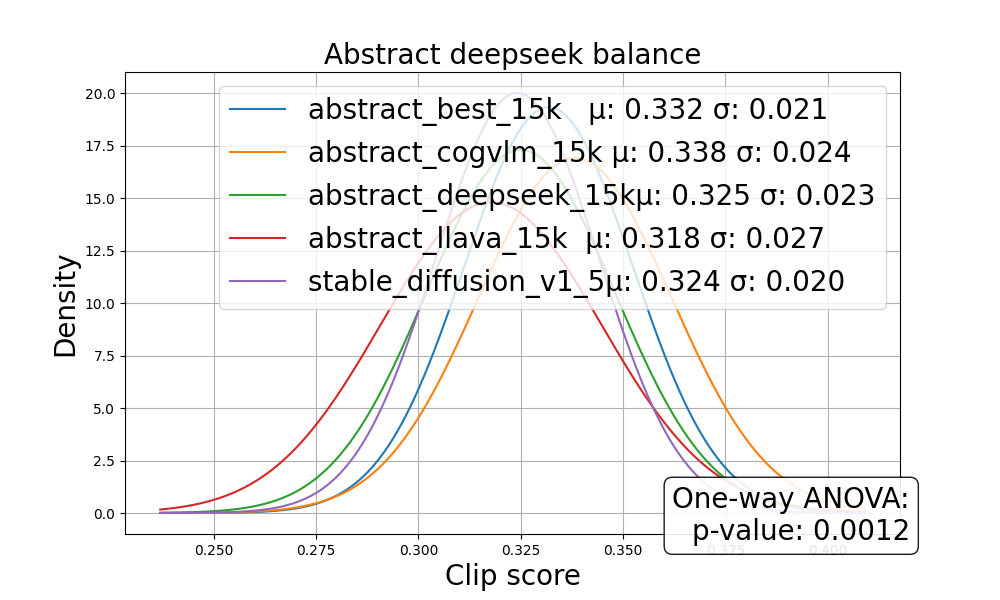 Abstract deepseek balance
20.0
17.5
15.0
12.5
10.0
7.5
5.0
2.5
0.0
Density
abstract_best_15k μ: 0.332 σ: 0.021
abstract_cogvlm_15k μ: 0.338 σ: 0.024
abstract_deepseek_15kμ: 0.325 σ: 0.023
abstract_llava_15k μ: 0.318 σ: 0.027
stable_diffusion_v1_5μ: 0.324 σ: 0.020
One-way ANOVA:
p-value: 0.0012
0.250 0.275 0.300 0.325 0.350 0.375 0.400
Clip score